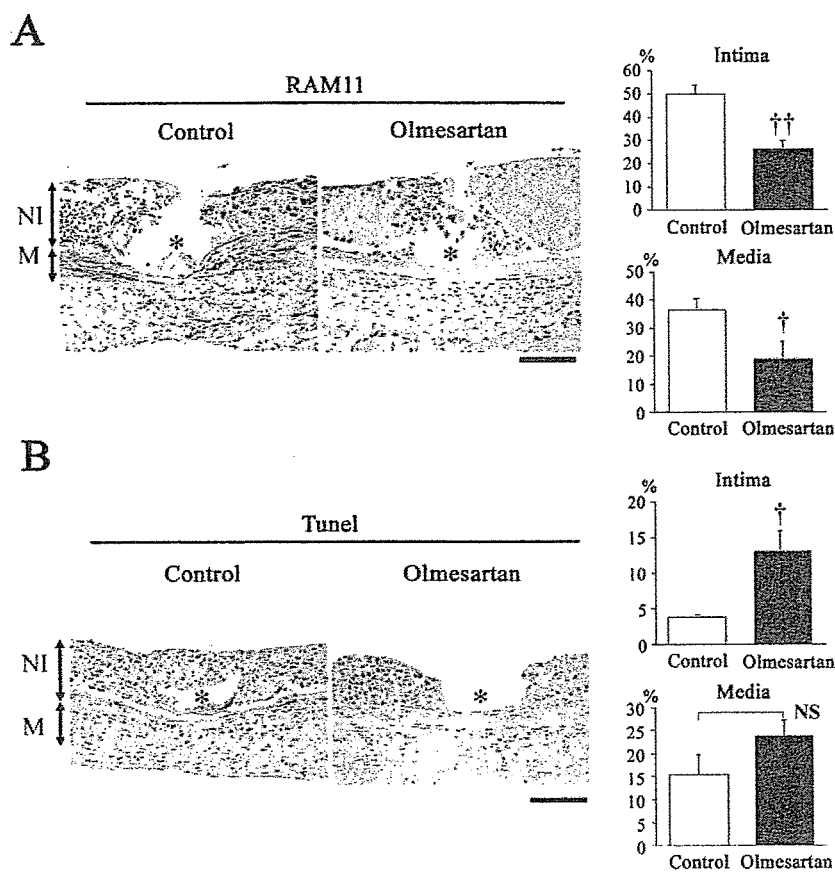 A
RAM11
Control Olmesartan
NI
M
*
*
% Intima
60
50
40
30
20
10
0
††
Control Olmesartan
% Media
50
40
30
20
10
0
†
Control Olmesartan
B
Tunel
Control Olmesartan
NI
M
*
*
% Intima
20
15
10
5
0
†
Control Olmesartan
% Media
30
25
20
15
10
5
0
NS
Control Olmesartan